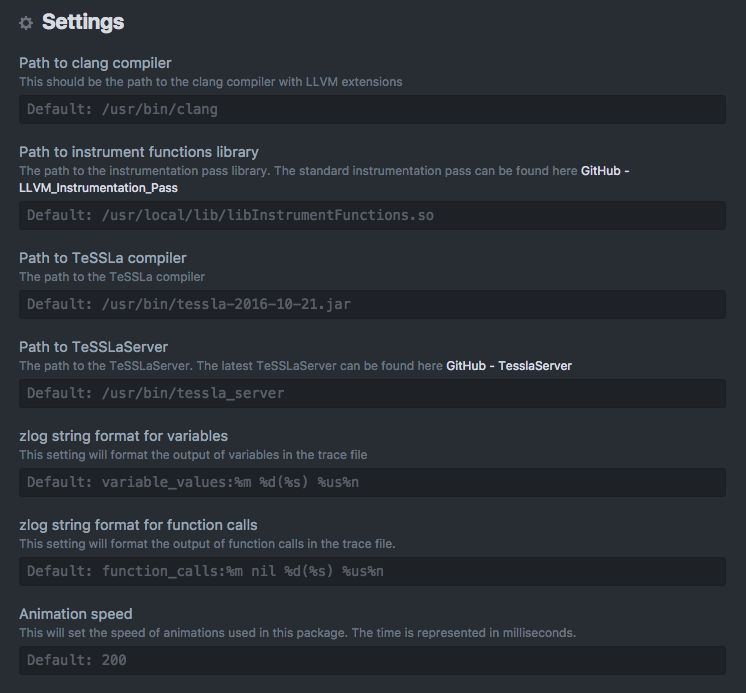 Settings
Path to clang compiler
This should be the path to the clang compiler with LLVM extensions
Default: /usr/bin/clang
Path to instrument functions library
The path to the instrumentation pass library. The standard instrumentation pass can be found here GitHub -
LLVM_Instrumentation_Pass
Default: /usr/local/lib/libInstrumentFunctions.so
Path to TeSSLa compiler
The path to the TeSSLa compiler
Default: /usr/bin/tessla-2016-10-21.jar
Path to TeSSLaServer
The path to the TeSSLaServer. The latest TeSSLaServer can be found here GitHub - TesslaServer
Default: /usr/bin/tessla_server
zlog string format for variables
This setting will format the output of variables in the trace file
Default: variable_values:%m %d(%s) %us%n
zlog string format for function calls
This setting will format the output of function calls in the trace file.
Default: function_calls:%m nil %d(%s) %us%n
Animation speed
This will set the speed of animations used in this package. The time is represented in milliseconds.
Default: 200